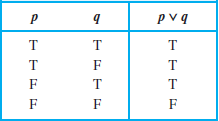 p q p ∨ q
T T T
T F T
F T T
F F F